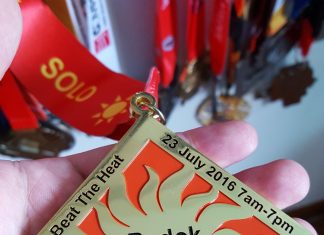 SOLO
Beat The Heat
23 July 2016 7am-7pm